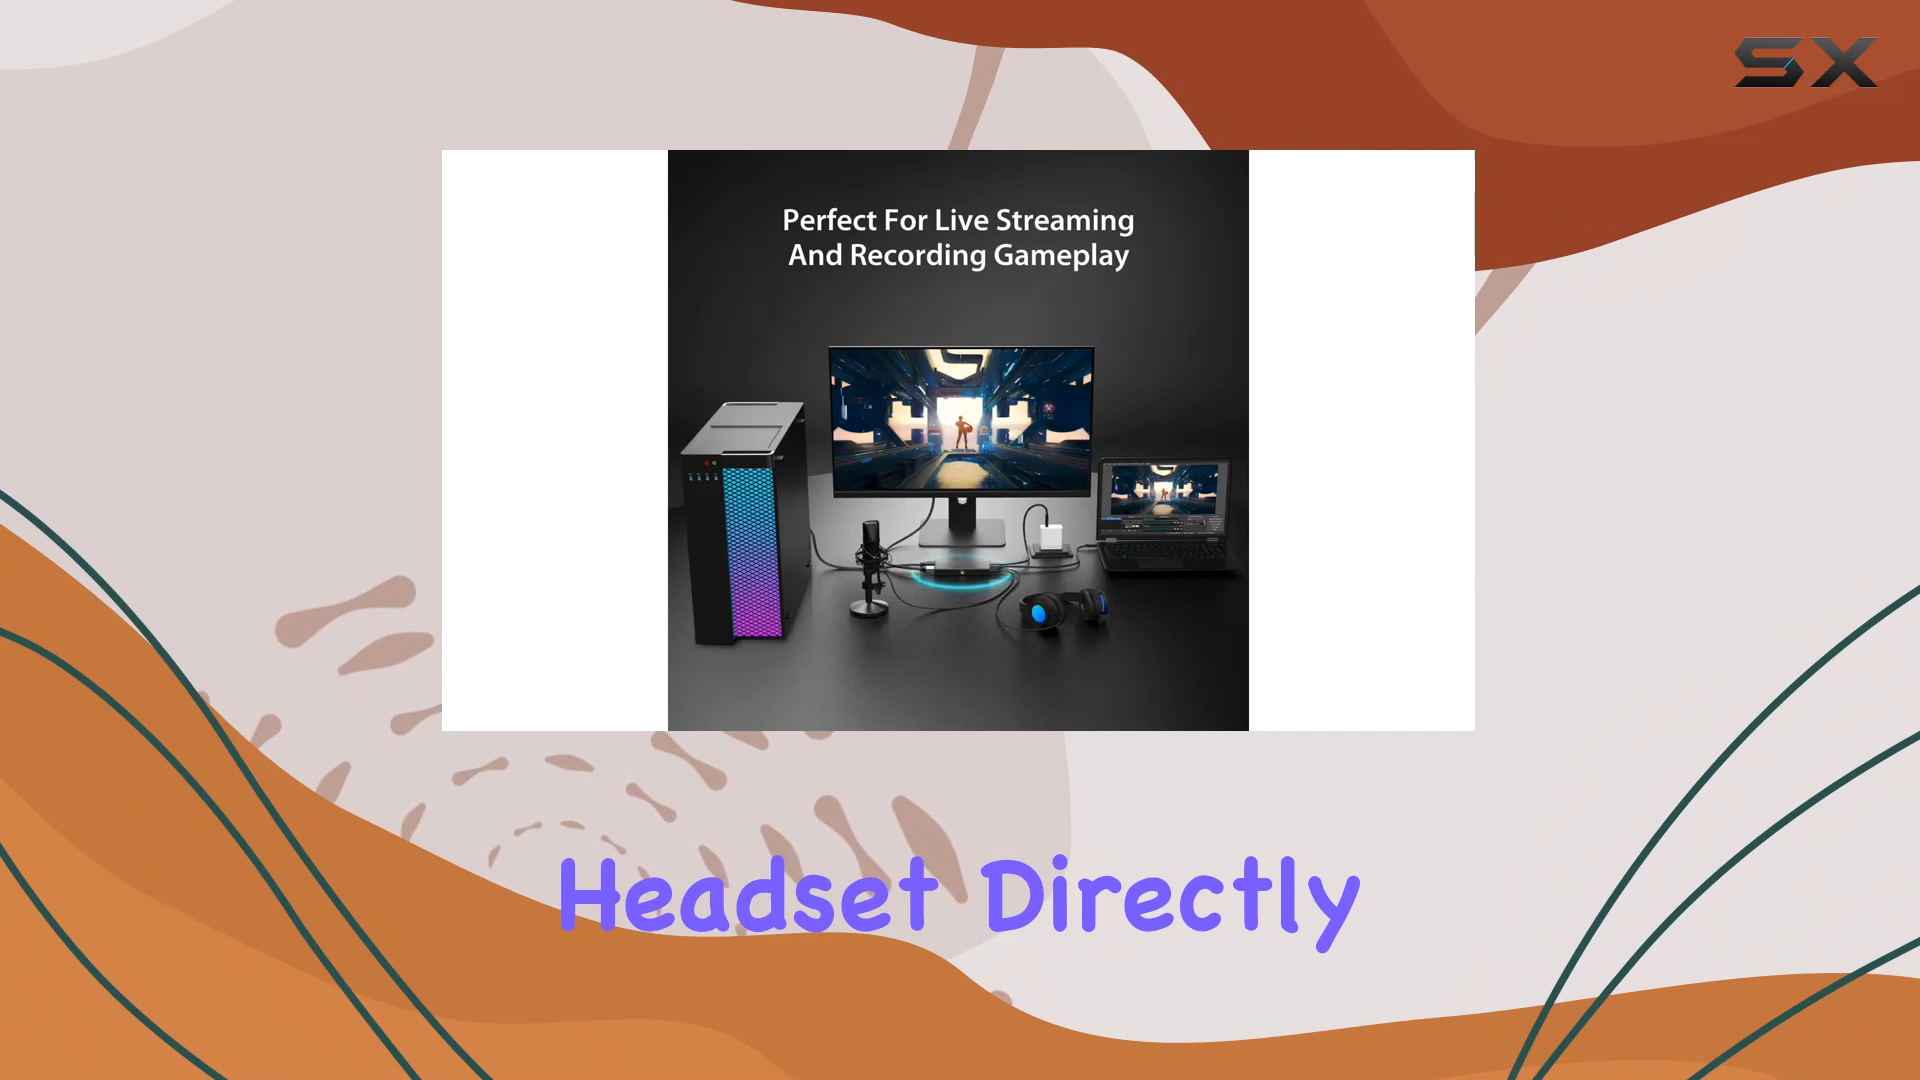 SX
Perfect For Live Streaming
And Recording Gameplay
Headset Directly